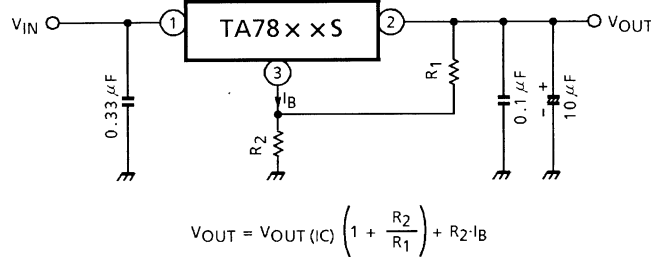 VIN
1
TA78××S
2
VOUT
3
IB
R1
R2
0.33 μF
0.1 μF
+
-
10 μF
VOUT = VOUT (IC) (1 + R2/R1) + R2·IB